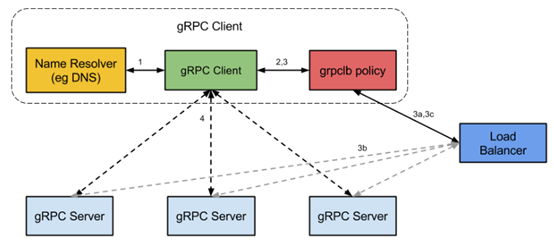 gRPC Client
Name Resolver
(eg DNS)
1
gRPC Client
2,3
grpclb policy
3a,3c
4
3b
Load
Balancer
gRPC Server
gRPC Server
gRPC Server